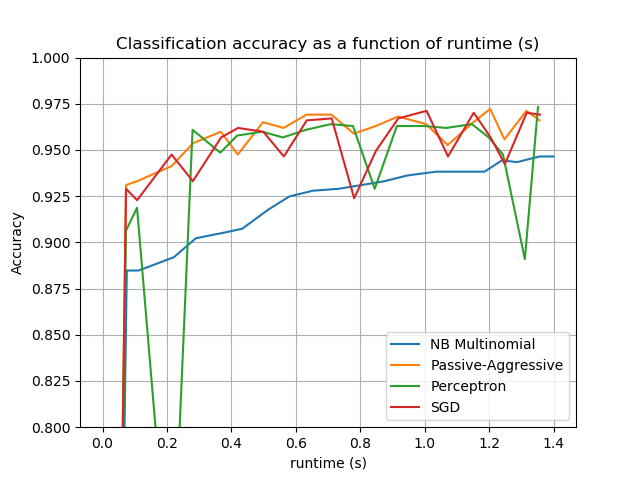 Classification accuracy as a function of runtime (s)
1.000
0.975
0.950
0.925
0.900
0.875
0.850
0.825
0.800
Accuracy
NB Multinomial
Passive-Aggressive
Perceptron
SGD
0.0 0.2 0.4 0.6 0.8 1.0 1.2 1.4
runtime (s)